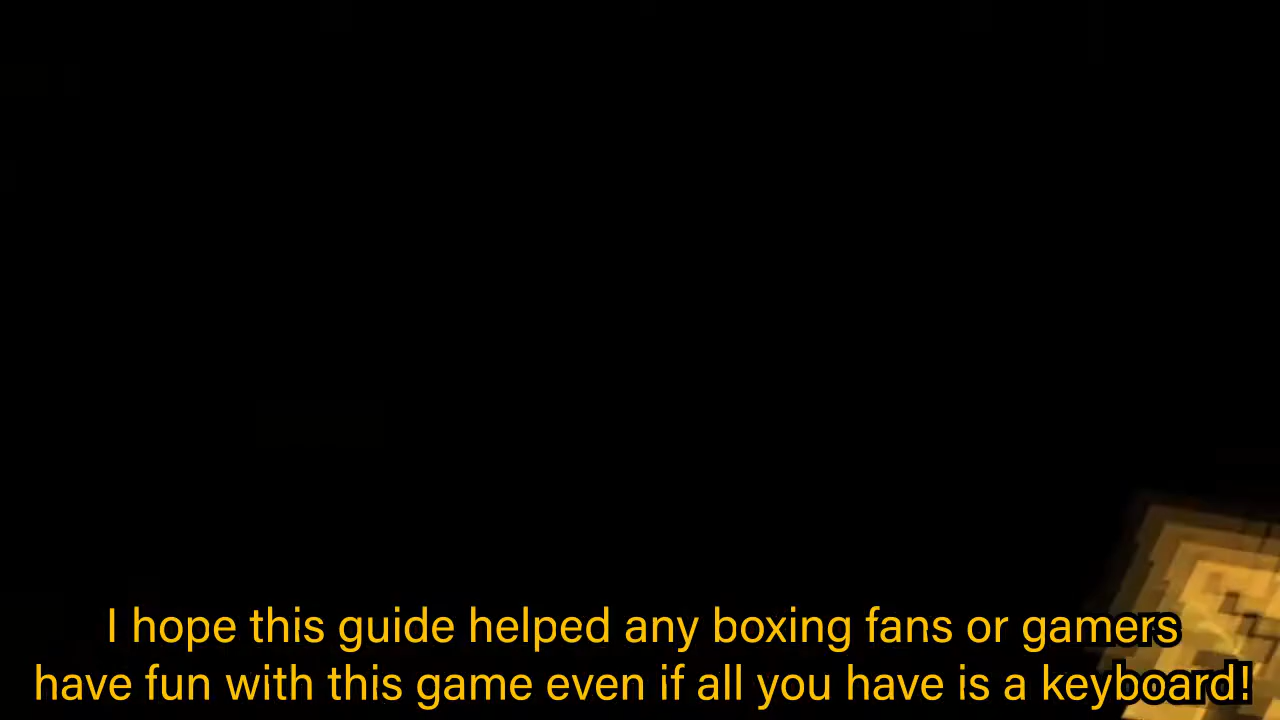 I hope this guide helped any boxing fans or gamers
have fun with this game even if all you have is a keyboard!